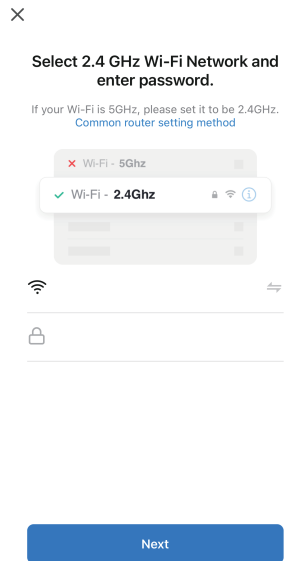 Select 2.4 GHz Wi-Fi Network and
enter password.
If your Wi-Fi is 5GHz, please set it to be 2.4GHz.
Common router setting method
Wi-Fi - 5Ghz
Wi-Fi - 2.4Ghz
Next